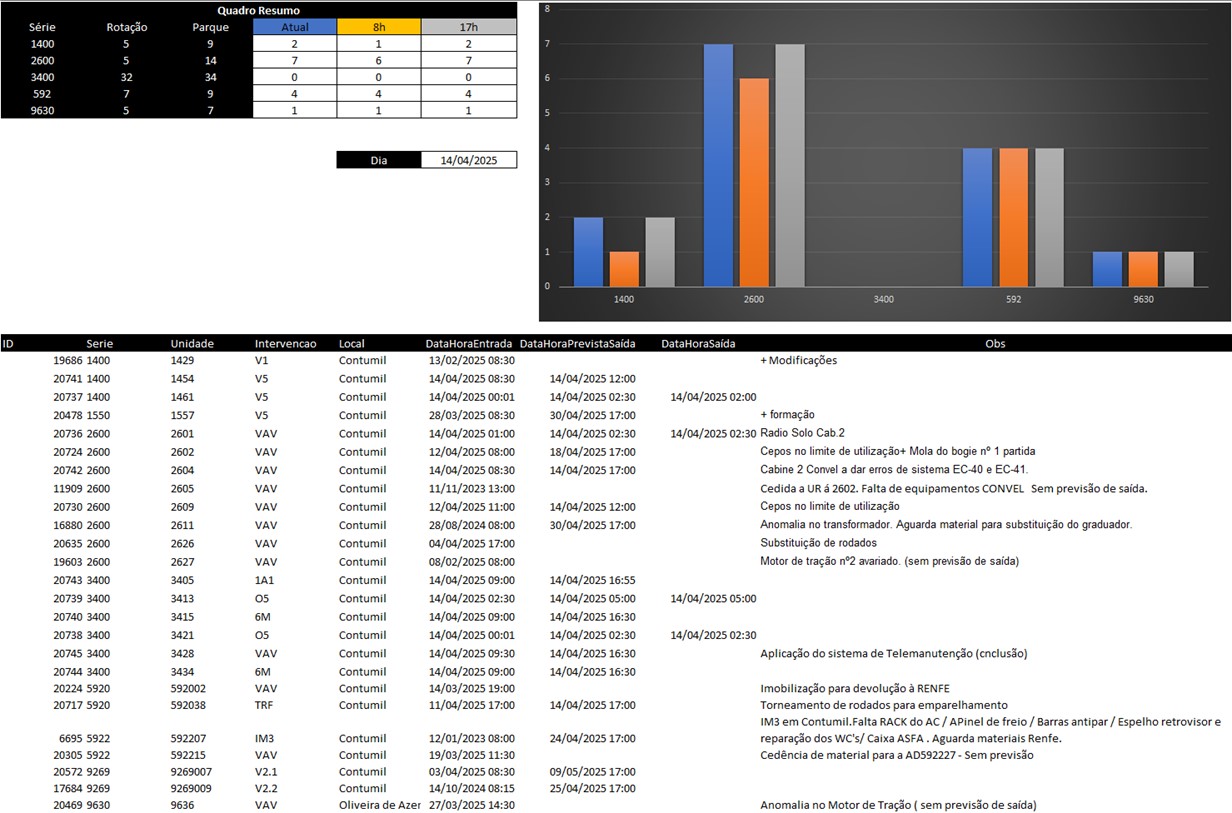 Quadro Resumo
Série Rotação Parque Atual 8h 17h
1400 5 9 2 1 2
2600 5 14 7 6 7
3400 32 34 0 0 0
592 7 9 4 4 4
9630 5 7 1 1 1
Dia 14/04/2025
8
7
6
5
4
3
2
1
0
1400 2600 3400 592 9630
ID Serie Unidade Intervencao Local DataHoraEntrada DataHoraPrevistaSaída DataHoraSaída Obs
19686 1400 1429 V1 Contumil 13/02/2025 08:30 + Modificações
20741 1400 1454 V5 Contumil 14/04/2025 08:30 14/04/2025 12:00
20737 1400 1461 V5 Contumil 14/04/2025 00:01 14/04/2025 02:30 14/04/2025 02:00
20478 1550 1557 V5 Contumil 28/03/2025 08:30 30/04/2025 17:00 + formação
20736 2600 2601 VAV Contumil 14/04/2025 01:00 14/04/2025 02:30 14/04/2025 02:30 Radio Solo Cab.2
20724 2600 2602 VAV Contumil 12/04/2025 08:00 18/04/2025 17:00 Cepos no limite de utilização+ Mola do bogie nº 1 partida
20742 2600 2604 VAV Contumil 14/04/2025 08:30 14/04/2025 17:00 Cabine 2 Convel a dar erros de sistema EC-40 e EC-41.
11909 2600 2605 VAV Contumil 11/11/2023 13:00 Cedida a UR á 2602. Falta de equipamentos CONVEL Sem previsão de saída.
20730 2600 2609 VAV Contumil 12/04/2025 11:00 14/04/2025 12:00 Cepos no limite de utilização
16880 2600 2611 VAV Contumil 28/08/2024 08:00 30/04/2025 17:00 Anomalia no transformador. Aguarda material para substituição do graduador.
20635 2600 2626 VAV Contumil 04/04/2025 17:00 Substituição de rodados
19603 2600 2627 VAV Contumil 08/02/2025 08:00 Motor de tração nº2 avariado. (sem previsão de saída)
20743 3400 3405 1A1 Contumil 14/04/2025 09:00 14/04/2025 16:55
20739 3400 3413 O5 Contumil 14/04/2025 02:30 14/04/2025 05:00 14/04/2025 05:00
20740 3400 3415 6M Contumil 14/04/2025 09:00 14/04/2025 16:30
20738 3400 3421 O5 Contumil 14/04/2025 00:01 14/04/2025 02:30 14/04/2025 02:30
20745 3400 3428 VAV Contumil 14/04/2025 09:30 14/04/2025 16:30 Aplicação do sistema de Telemanutenção (cnclusão)
20744 3400 3434 6M Contumil 14/04/2025 09:00 14/04/2025 16:30
20224 5920 592002 VAV Contumil 14/03/2025 19:00 Imobilização para devolução à RENFE
20717 5920 592038 TRF Contumil 11/04/2025 17:00 14/04/2025 17:00 Torneamento de rodados para emparelhamento
IM3 em Contumil.Falta RACK do AC / APinel de freio / Barras antipar / Espelho retrovisor e
6695 5922 592207 IM3 Contumil 12/01/2023 08:00 24/04/2025 17:00 reparação dos WC's/ Caixa ASFA . Aguarda materiais Renfe.
20305 5922 592215 VAV Contumil 19/03/2025 11:30 Cedência de material para a AD592227 - Sem previsão
20572 9269 9269007 V2.1 Contumil 03/04/2025 08:30 09/05/2025 17:00
17684 9269 9269009 V2.2 Contumil 14/10/2024 08:15 25/04/2025 17:00
20469 9630 9636 VAV Oliveira de Azer 27/03/2025 14:30 Anomalia no Motor de Tração ( sem previsão de saída)